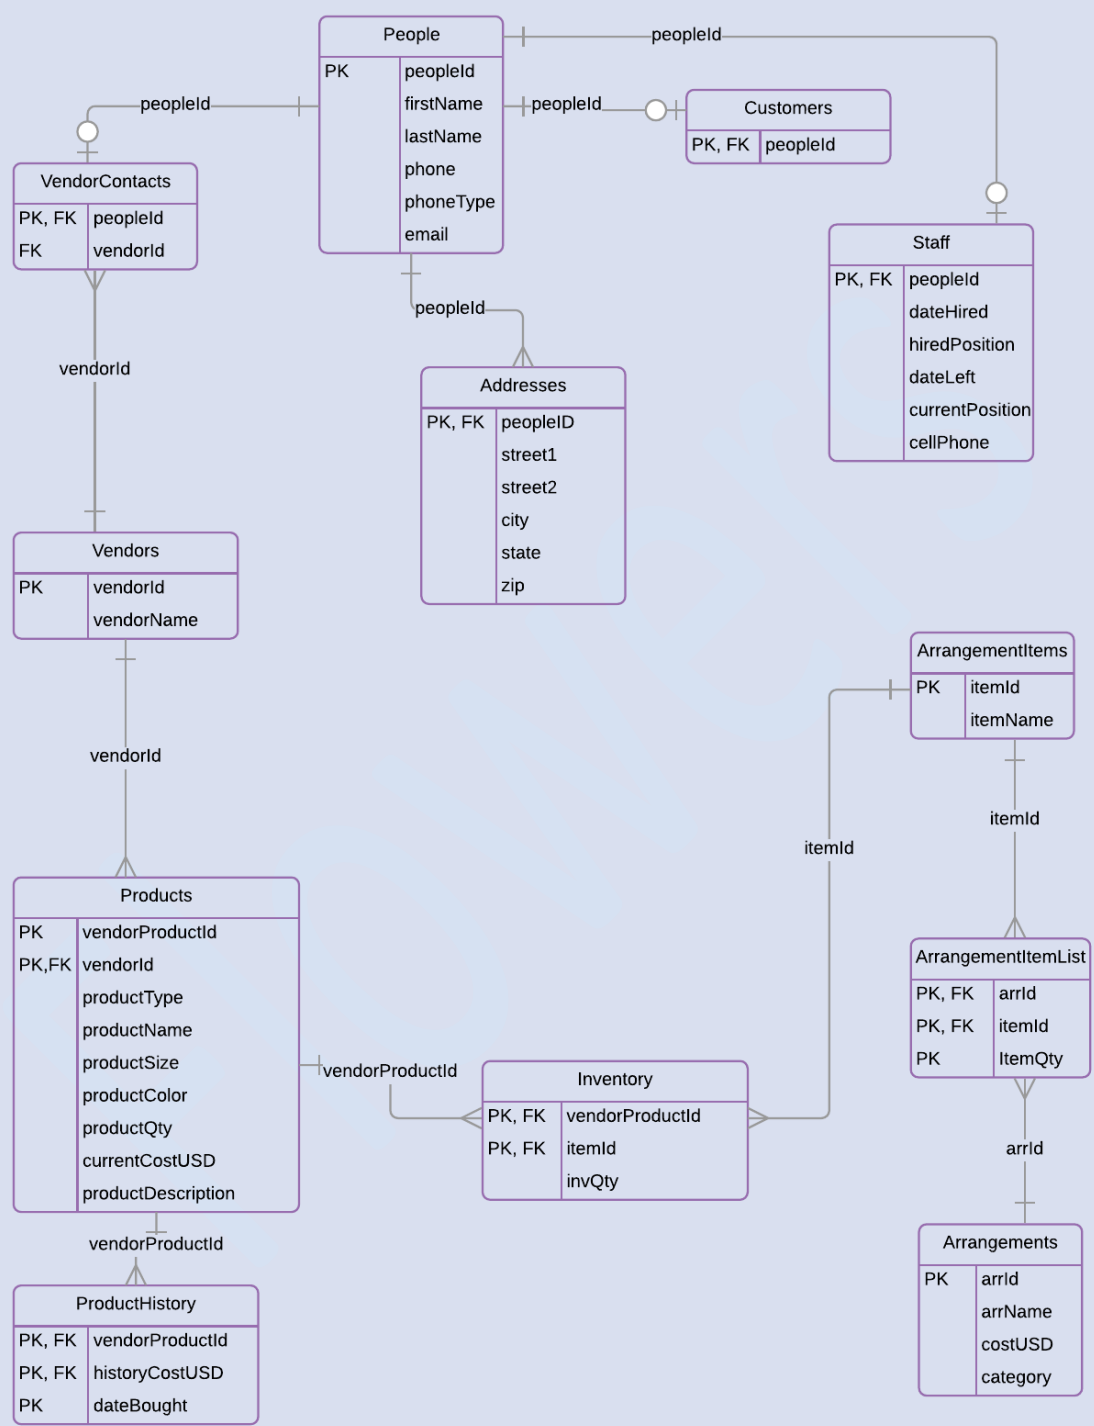 People
PK peopleId
firstName
lastName
phone
phoneType
email
peopleId
peopleId
peopleId
Customers
PK, FK peopleId
VendorContacts
PK, FK peopleId
FK vendorId
Staff
PK, FK peopleId
dateHired
hiredPosition
dateLeft
currentPosition
cellPhone
peopleId
vendorId
Addresses
PK, FK peopleID
street1
street2
city
state
zip
Vendors
PK vendorId
vendorName
vendorId
ArrangementItems
PK itemId
itemName
itemId
itemId
Products
PK vendorProductId
PK,FK vendorId
productType
productName
productSize
productColor
productQty
currentCostUSD
productDescription
ArrangementItemList
PK, FK arrId
PK, FK itemId
PK ItemQty
vendorProductId
Inventory
PK, FK vendorProductId
PK, FK itemId
invQty
arrId
vendorProductId
Arrangements
PK arrId
arrName
costUSD
category
ProductHistory
PK, FK vendorProductId
PK, FK historyCostUSD
PK dateBought